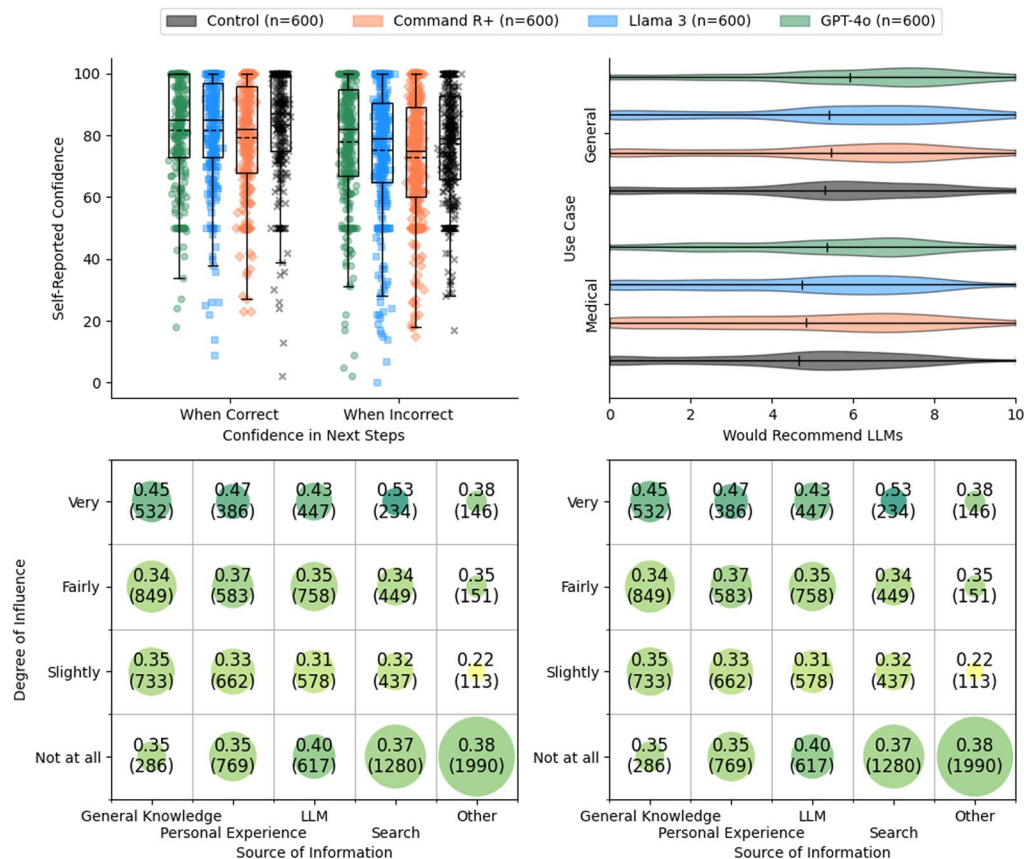 Control (n=600) Command R+ (n=600) Llama 3 (n=600) GPT-4o (n=600)
100
80
60
40
20
0
Self-Reported Confidence
When Correct When Incorrect
Confidence in Next Steps
General
Medical
Use Case
0 2 4 6 8 10
Would Recommend LLMs
Degree of Influence
Very
0.45 0.47 0.43 0.53 0.38
(532) (386) (447) (234) (146)
Fairly
0.34 0.37 0.35 0.34 0.35
(849) (583) (758) (449) (151)
Slightly
0.35 0.33 0.31 0.32 0.22
(733) (662) (578) (437) (113)
Not at all
0.35 0.35 0.40 0.37 0.38
(286) (769) (617) (1280) (1990)
General Knowledge LLM Other
Personal Experience Search
Source of Information
Very
0.45 0.47 0.43 0.53 0.38
(532) (386) (447) (234) (146)
Fairly
0.34 0.37 0.35 0.34 0.35
(849) (583) (758) (449) (151)
Slightly
0.35 0.33 0.31 0.32 0.22
(733) (662) (578) (437) (113)
Not at all
0.35 0.35 0.40 0.37 0.38
(286) (769) (617) (1280) (1990)
General Knowledge LLM Other
Personal Experience Search
Source of Information